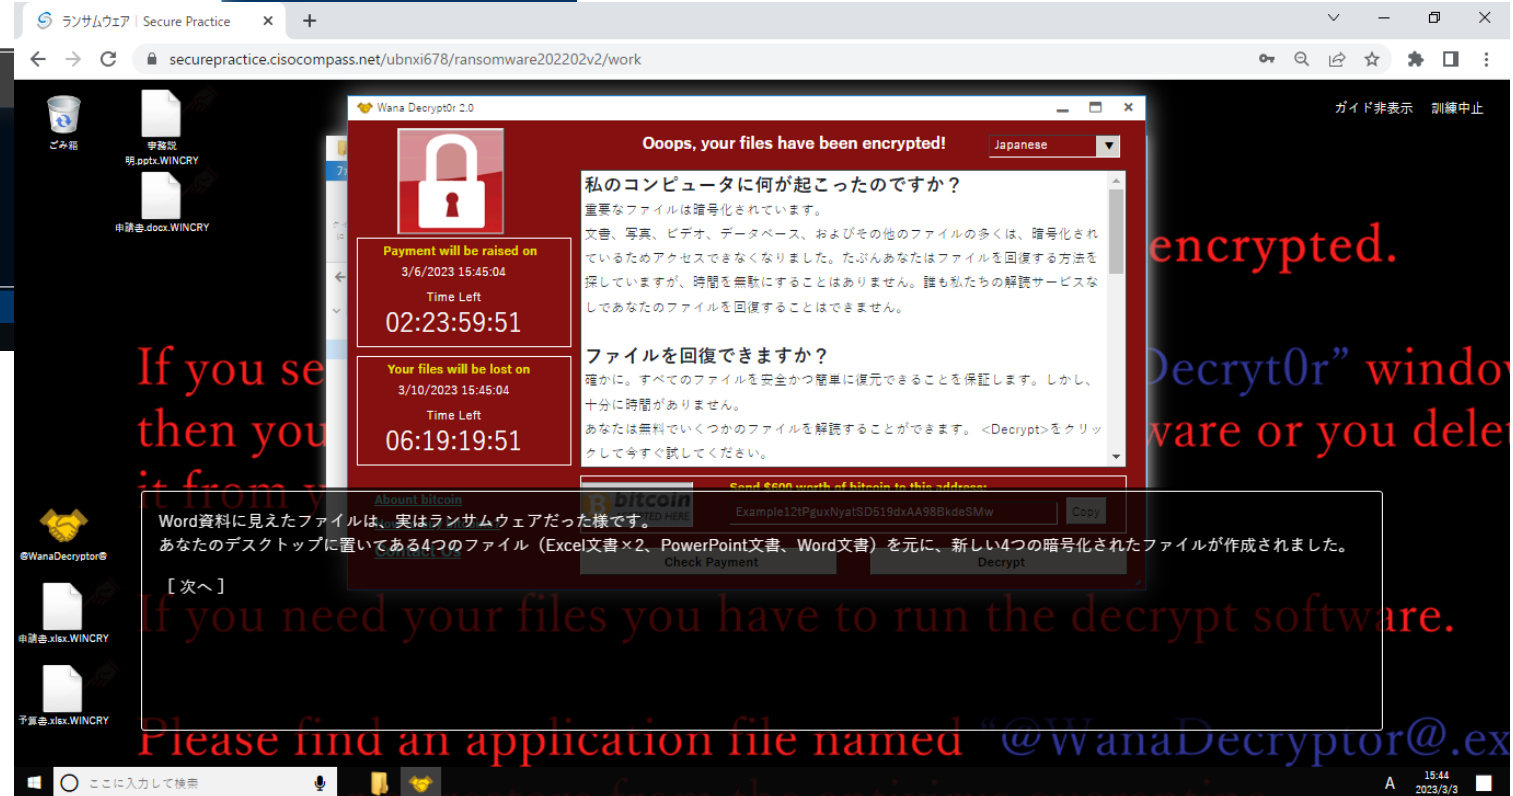 ランサムウェア | Secure Practice
securepractice.cisocompass.net/ubnxi678/ransomware202202v2/work
ガイド非表示 訓練中止
ごみ箱
明.pptx.WINCRY
申請書.docx.WINCRY
Wana Decrypt0r 2.0
Ooops, your files have been encrypted!
Japanese
Payment will be raised on
3/6/2023 15:45:04
Time Left
02:23:59:51
Your files will be lost on
3/10/2023 15:45:04
Time Left
06:19:19:51
私のコンピュータに何が起こったのですか？
重要なファイルは暗号化されています。
文書、写真、ビデオ、データベース、およびその他のファイルの多くは、暗号化され
ているためアクセスできなくなりました。たぶんあなたはファイルを回復する方法を
探していますが、時間を無駄にすることはありません。誰も私たちの解読サービスな
しであなたのファイルを回復することはできません。
ファイルを回復できますか？
確かに。すべてのファイルを安全かつ簡単に復元できることを保証します。しかし、
十分に時間がありません。
あなたは無料でいくつかのファイルを解読することができます。 <Decrypt>をクリッ
クして今すぐ試してください。
encrypted.
If you se
Decryt0r” window
then you
ware or you delet
it from y
About bitcoin
Contact Us
bitcoin
Send $600 worth of bitcoin to this address:
Example12tPguxNyatSD519dxAA98BkdeSMw
Copy
Check Payment
Decrypt
Word資料に見えたファイルは、実はランサムウェアだった様です。
あなたのデスクトップに置いてある4つのファイル（Excel文書×2、PowerPoint文書、Word文書）を元に、新しい4つの暗号化されたファイルが作成されました。
[ 次へ ]
@WanaDecryptor@
申請書.xlsx.WINCRY
予算書.xlsx.WINCRY
If you need your files you have to run the decrypt software.
Please find an application file named “@WanaDecryptor@.ex
ここに入力して検索
A
15:44
2023/3/3